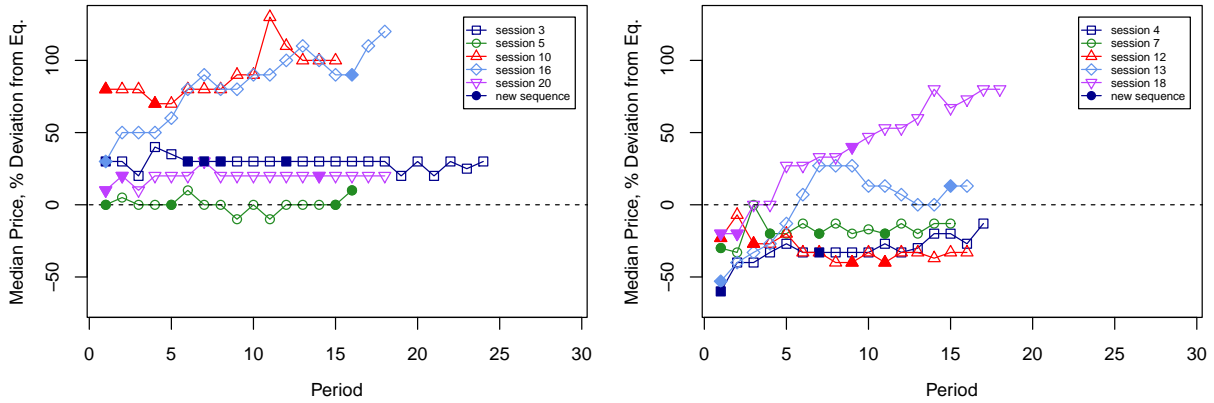 Median Price, % Deviation from Eq.
100
50
0
−50
session 3
session 5
session 10
session 16
session 20
new sequence
0 5 10 15 20 25 30
Period
Median Price, % Deviation from Eq.
100
50
0
−50
session 4
session 7
session 12
session 13
session 18
new sequence
0 5 10 15 20 25 30
Period